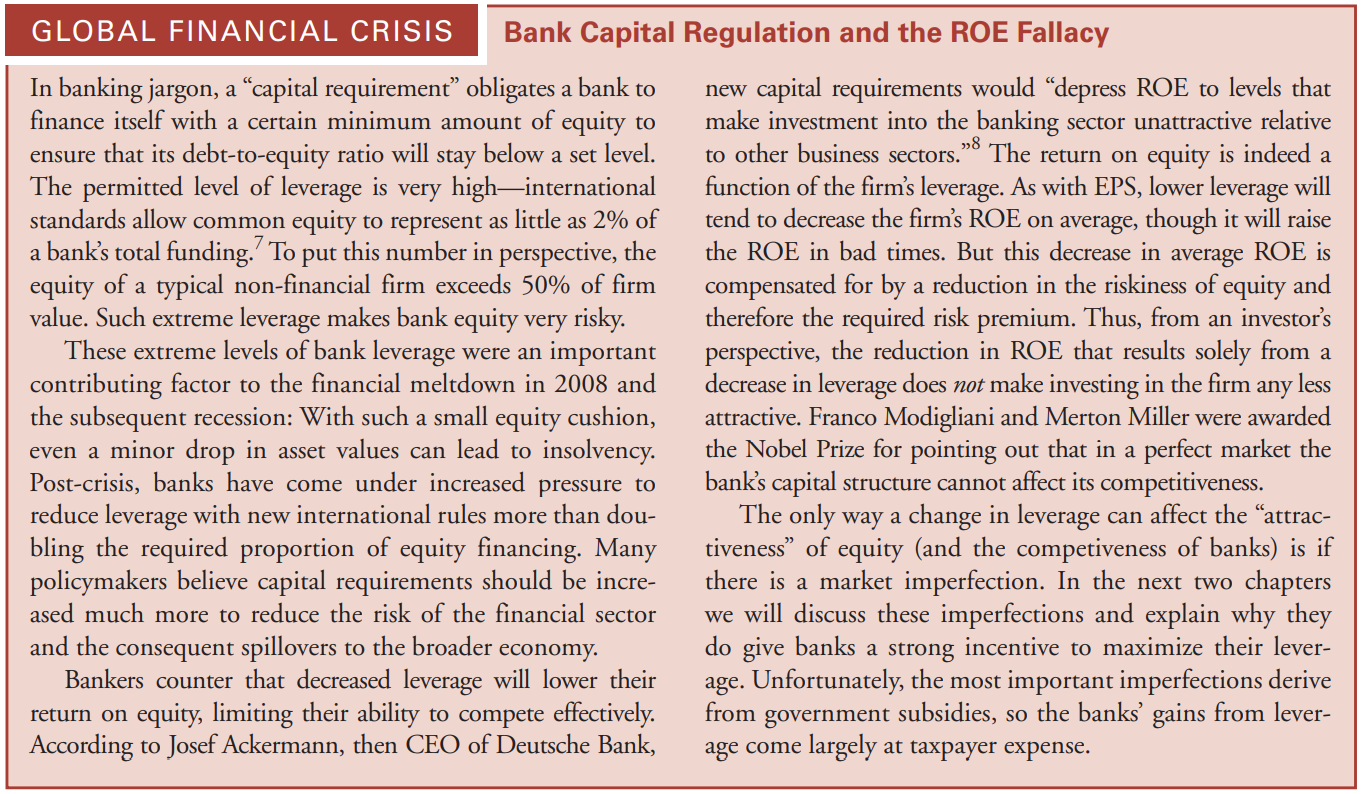 GLOBAL FINANCIAL CRISIS
Bank Capital Regulation and the ROE Fallacy
In banking jargon, a “capital requirement” obligates a bank to
finance itself with a certain minimum amount of equity to
ensure that its debt-to-equity ratio will stay below a set level.
The permitted level of leverage is very high—international
standards allow common equity to represent as little as 2% of
a bank’s total funding.7 To put this number in perspective, the
equity of a typical non-financial firm exceeds 50% of firm
value. Such extreme leverage makes bank equity very risky.
These extreme levels of bank leverage were an important
contributing factor to the financial meltdown in 2008 and
the subsequent recession: With such a small equity cushion,
even a minor drop in asset values can lead to insolvency.
Post-crisis, banks have come under increased pressure to
reduce leverage with new international rules more than dou-
bling the required proportion of equity financing. Many
policymakers believe capital requirements should be incre-
ased much more to reduce the risk of the financial sector
and the consequent spillovers to the broader economy.
Bankers counter that decreased leverage will lower their
return on equity, limiting their ability to compete effectively.
According to Josef Ackermann, then CEO of Deutsche Bank,
new capital requirements would “depress ROE to levels that
make investment into the banking sector unattractive relative
to other business sectors.”8 The return on equity is indeed a
function of the firm’s leverage. As with EPS, lower leverage will
tend to decrease the firm’s ROE on average, though it will raise
the ROE in bad times. But this decrease in average ROE is
compensated for by a reduction in the riskiness of equity and
therefore the required risk premium. Thus, from an investor’s
perspective, the reduction in ROE that results solely from a
decrease in leverage does not make investing in the firm any less
attractive. Franco Modigliani and Merton Miller were awarded
the Nobel Prize for pointing out that in a perfect market the
bank’s capital structure cannot affect its competitiveness.
The only way a change in leverage can affect the “attrac-
tiveness” of equity (and the competiveness of banks) is if
there is a market imperfection. In the next two chapters
we will discuss these imperfections and explain why they
do give banks a strong incentive to maximize their lever-
age. Unfortunately, the most important imperfections derive
from government subsidies, so the banks’ gains from lever-
age come largely at taxpayer expense.